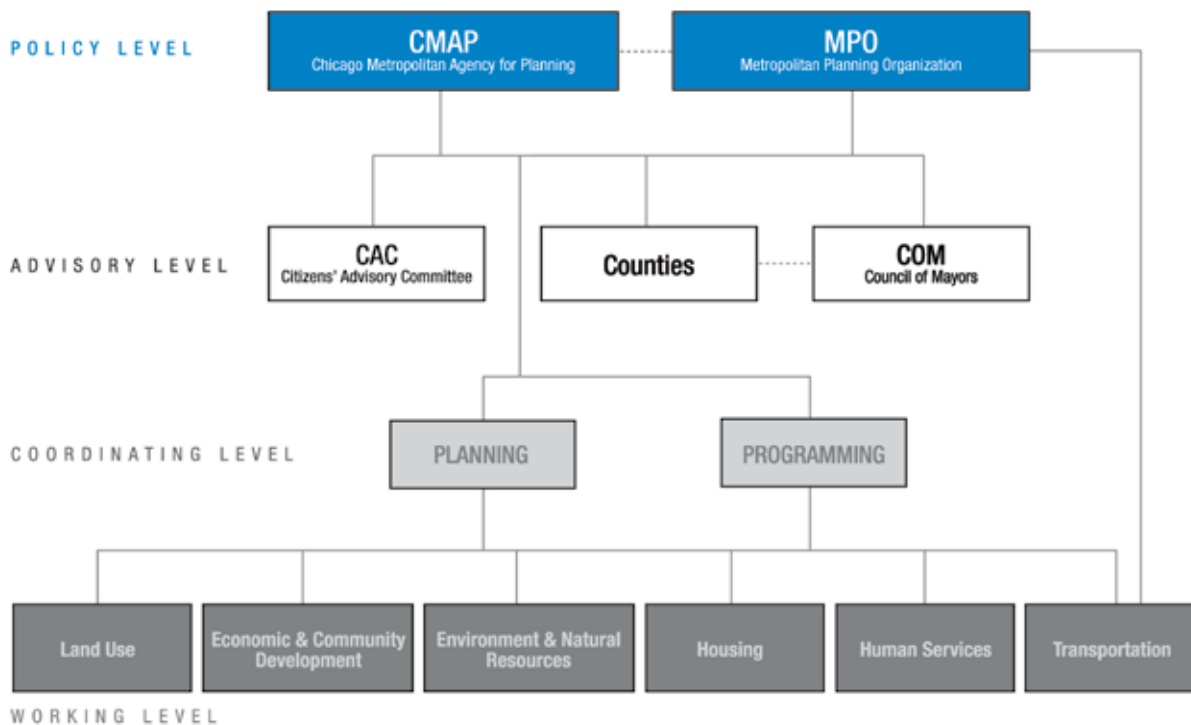 POLICY LEVEL
CMAP
Chicago Metropolitan Agency for Planning
MPO
Metropolitan Planning Organization
ADVISORY LEVEL
CAC
Citizens' Advisory Committee
Counties
COM
Council of Mayors
COORDINATING LEVEL
PLANNING
PROGRAMMING
Land Use
Economic & Community
Development
Environment & Natural
Resources
Housing
Human Services
Transportation
WORKING LEVEL